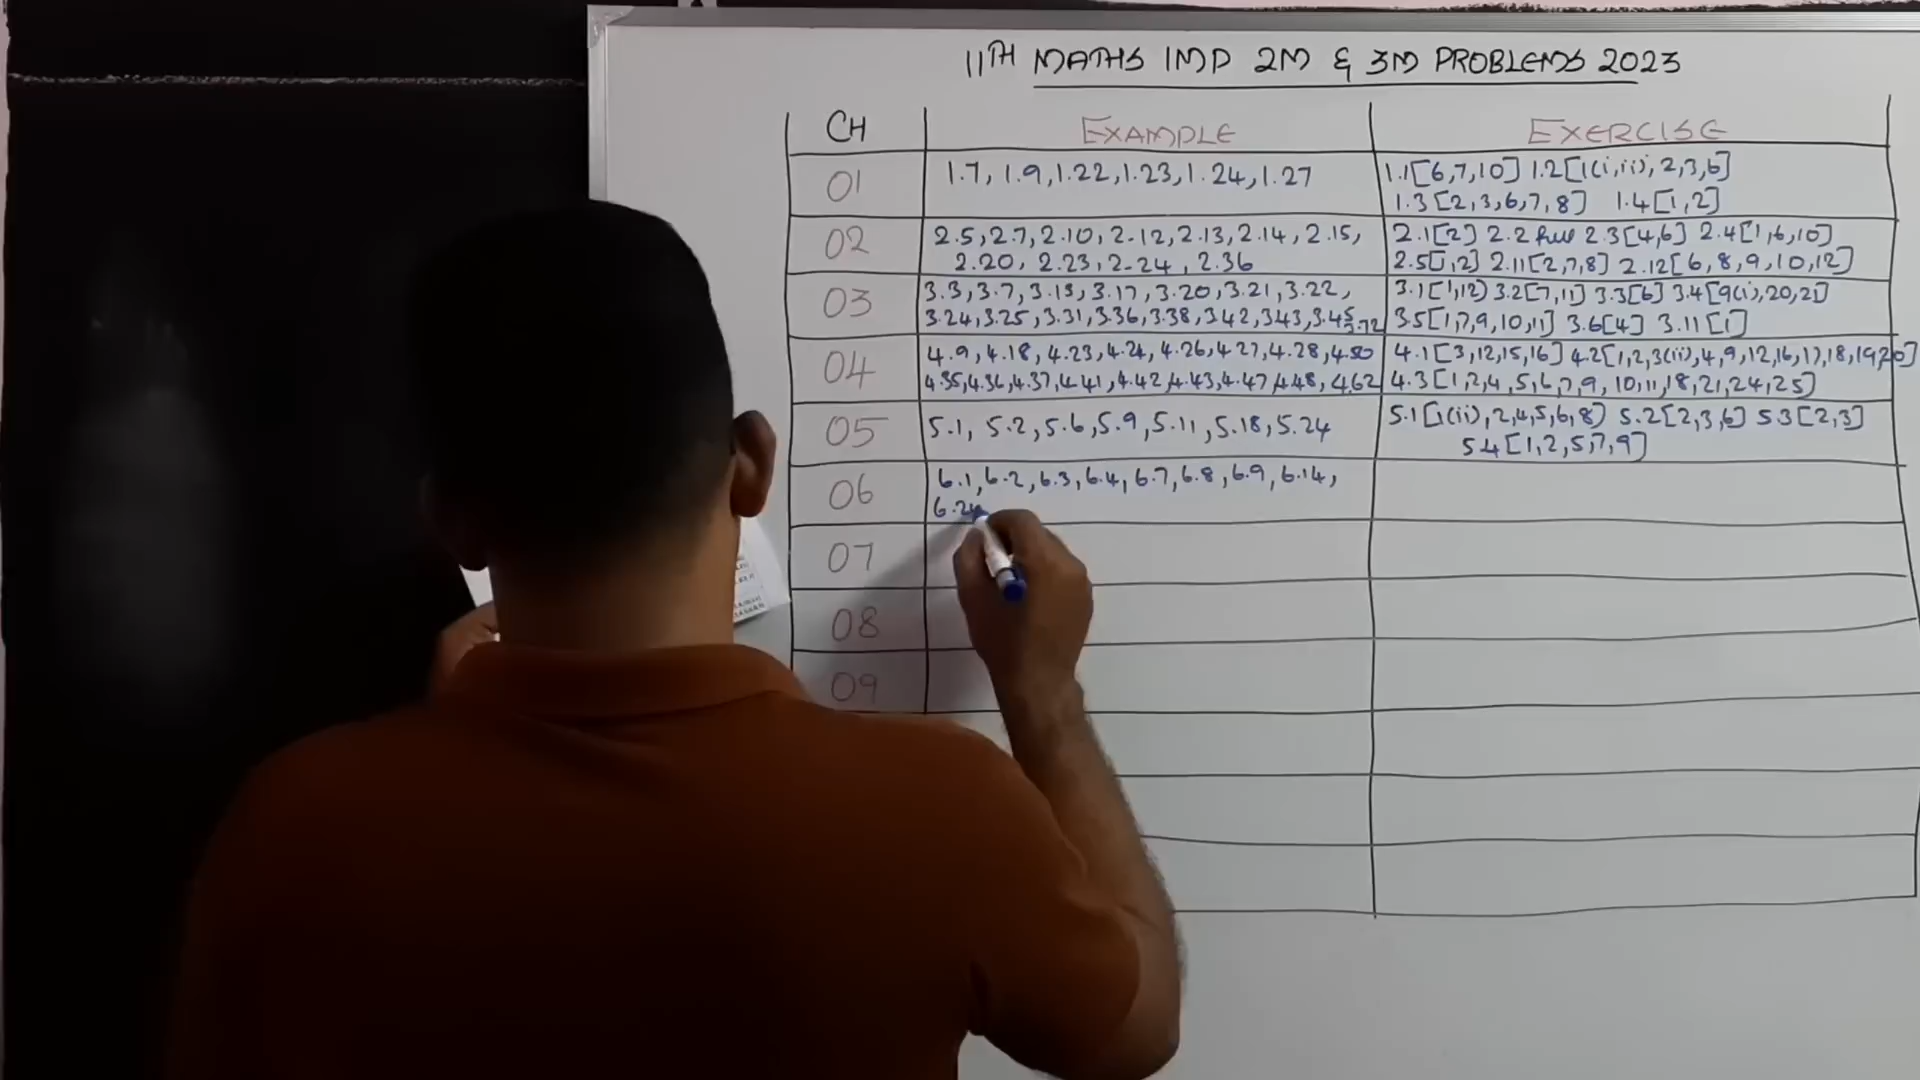 11TH MATHS IMP 2M & 3M PROBLEMS 2023
CH EXAMPLE EXERCISE
01 1.7, 1.9, 1.22, 1.23, 1.24, 1.27 1.1[6,7,10] 1.2[1(i,ii), 2,3,6]
1.3[2,3,6,7,8] 1.4[1,2]
02 2.5, 2.7, 2.10, 2.12, 2.13, 2.14, 2.15, 2.1[2] 2.2 full 2.3[4,6] 2.4[1,6,10]
2.20, 2.23, 2.24, 2.36 2.5[1,2] 2.11[2,7,8] 2.12[6,8,9,10,12]
03 3.3, 3.7, 3.13, 3.17, 3.20, 3.21, 3.22, 3.1[1,12) 3.2[7,11] 3.3[6] 3.4[9(i),20,21]
3.24, 3.25, 3.31, 3.36, 3.38, 342, 343, 3.45, 3.72 3.5[1,7,9,10,11] 3.6[4] 3.11[1]
04 4.9, 4.18, 4.23, 4.24, 4.26, 4.27, 4.28, 4.30 4.1[3,12,15,16] 4.2[1,2,3(ii),4,9,12,16,17,18,19,20]
4.35, 4.36, 4.37, 4.41, 4.42, 4.43, 4.47, 4.48, 4.62 4.3[1,2,4,5,6,7,9,10,11,18,21,24,25]
05 5.1, 5.2, 5.6, 5.9, 5.11, 5.18, 5.24 5.1[1(ii),2,4,5,6,8) 5.2[2,3,6] 5.3[2,3]
5.4[1,2,5,7,9]
06 6.1, 6.2, 6.3, 6.4, 6.7, 6.8, 6.9, 6.14,
6.24
07
08
09